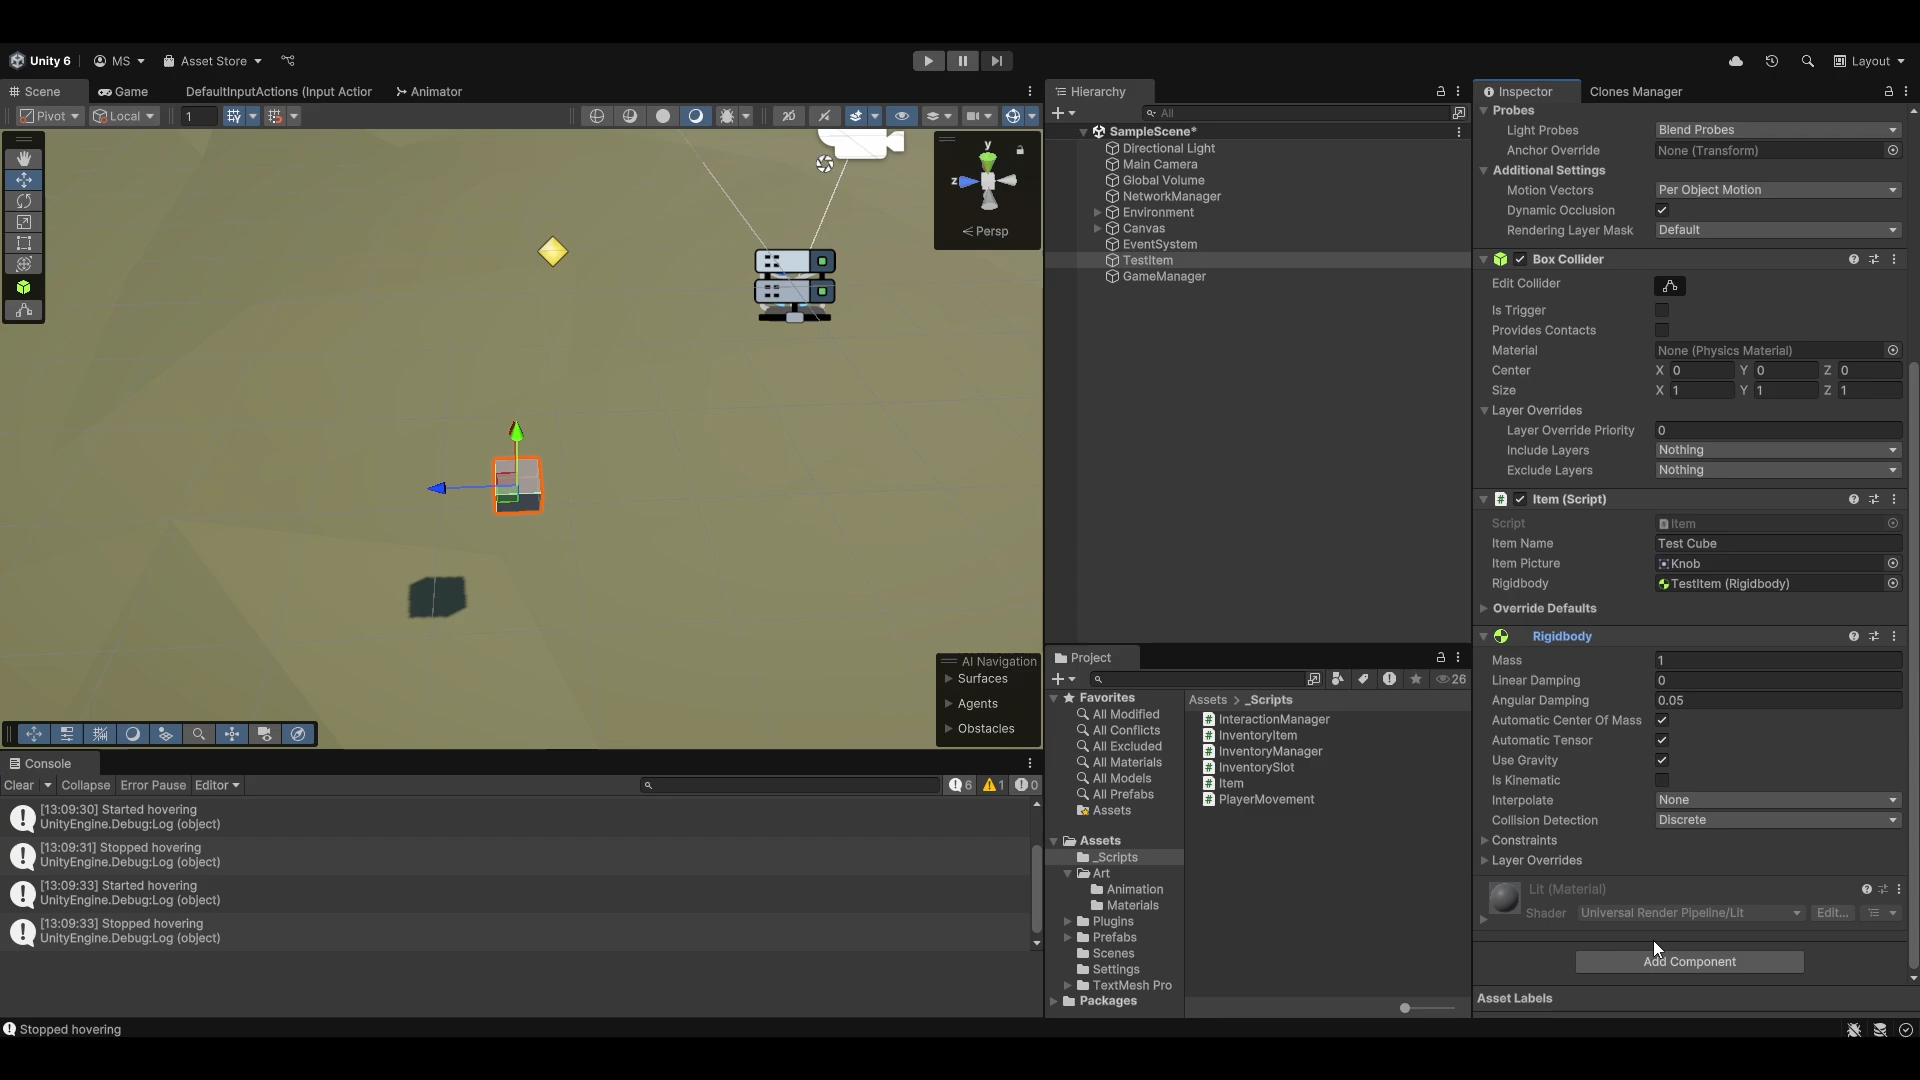 Unity 6
MS
Asset Store
Layout
Scene
Game
DefaultInputActions (Input Action
Animator
Hierarchy
Inspector
Clones Manager
Pivot
Local
1
2D
All
y
z
Persp
SampleScene*
Directional Light
Main Camera
Global Volume
NetworkManager
Environment
Canvas
EventSystem
TestItem
GameManager
AI Navigation
Surfaces
Agents
Obstacles
Console
Clear
Collapse
Error Pause
Editor
6
1
0
[13:09:30] Started hovering
UnityEngine.Debug:Log (object)
[13:09:31] Stopped hovering
UnityEngine.Debug:Log (object)
[13:09:33] Started hovering
UnityEngine.Debug:Log (object)
[13:09:33] Stopped hovering
UnityEngine.Debug:Log (object)
Stopped hovering
Project
26
Favorites
All Modified
All Conflicts
All Excluded
All Materials
All Models
All Prefabs
Assets
Assets
_Scripts
Art
Animation
Materials
Plugins
Prefabs
Scenes
Settings
TextMesh Pro
Packages
Assets > _Scripts
InteractionManager
InventoryItem
InventoryManager
InventorySlot
Item
PlayerMovement
Probes
Light Probes Blend Probes
Anchor Override None (Transform)
Additional Settings
Motion Vectors Per Object Motion
Dynamic Occlusion
Rendering Layer Mask Default
Box Collider
Edit Collider
Is Trigger
Provides Contacts
Material None (Physics Material)
Center X 0 Y 0 Z 0
Size X 1 Y 1 Z 1
Layer Overrides
Layer Override Priority 0
Include Layers Nothing
Exclude Layers Nothing
# Item (Script)
Script Item
Item Name Test Cube
Item Picture Knob
Rigidbody TestItem (Rigidbody)
Override Defaults
Rigidbody
Mass 1
Linear Damping 0
Angular Damping 0.05
Automatic Center Of Mass
Automatic Tensor
Use Gravity
Is Kinematic
Interpolate None
Collision Detection Discrete
Constraints
Layer Overrides
Lit (Material)
Shader Universal Render Pipeline/Lit Edit...
Add Component
Asset Labels